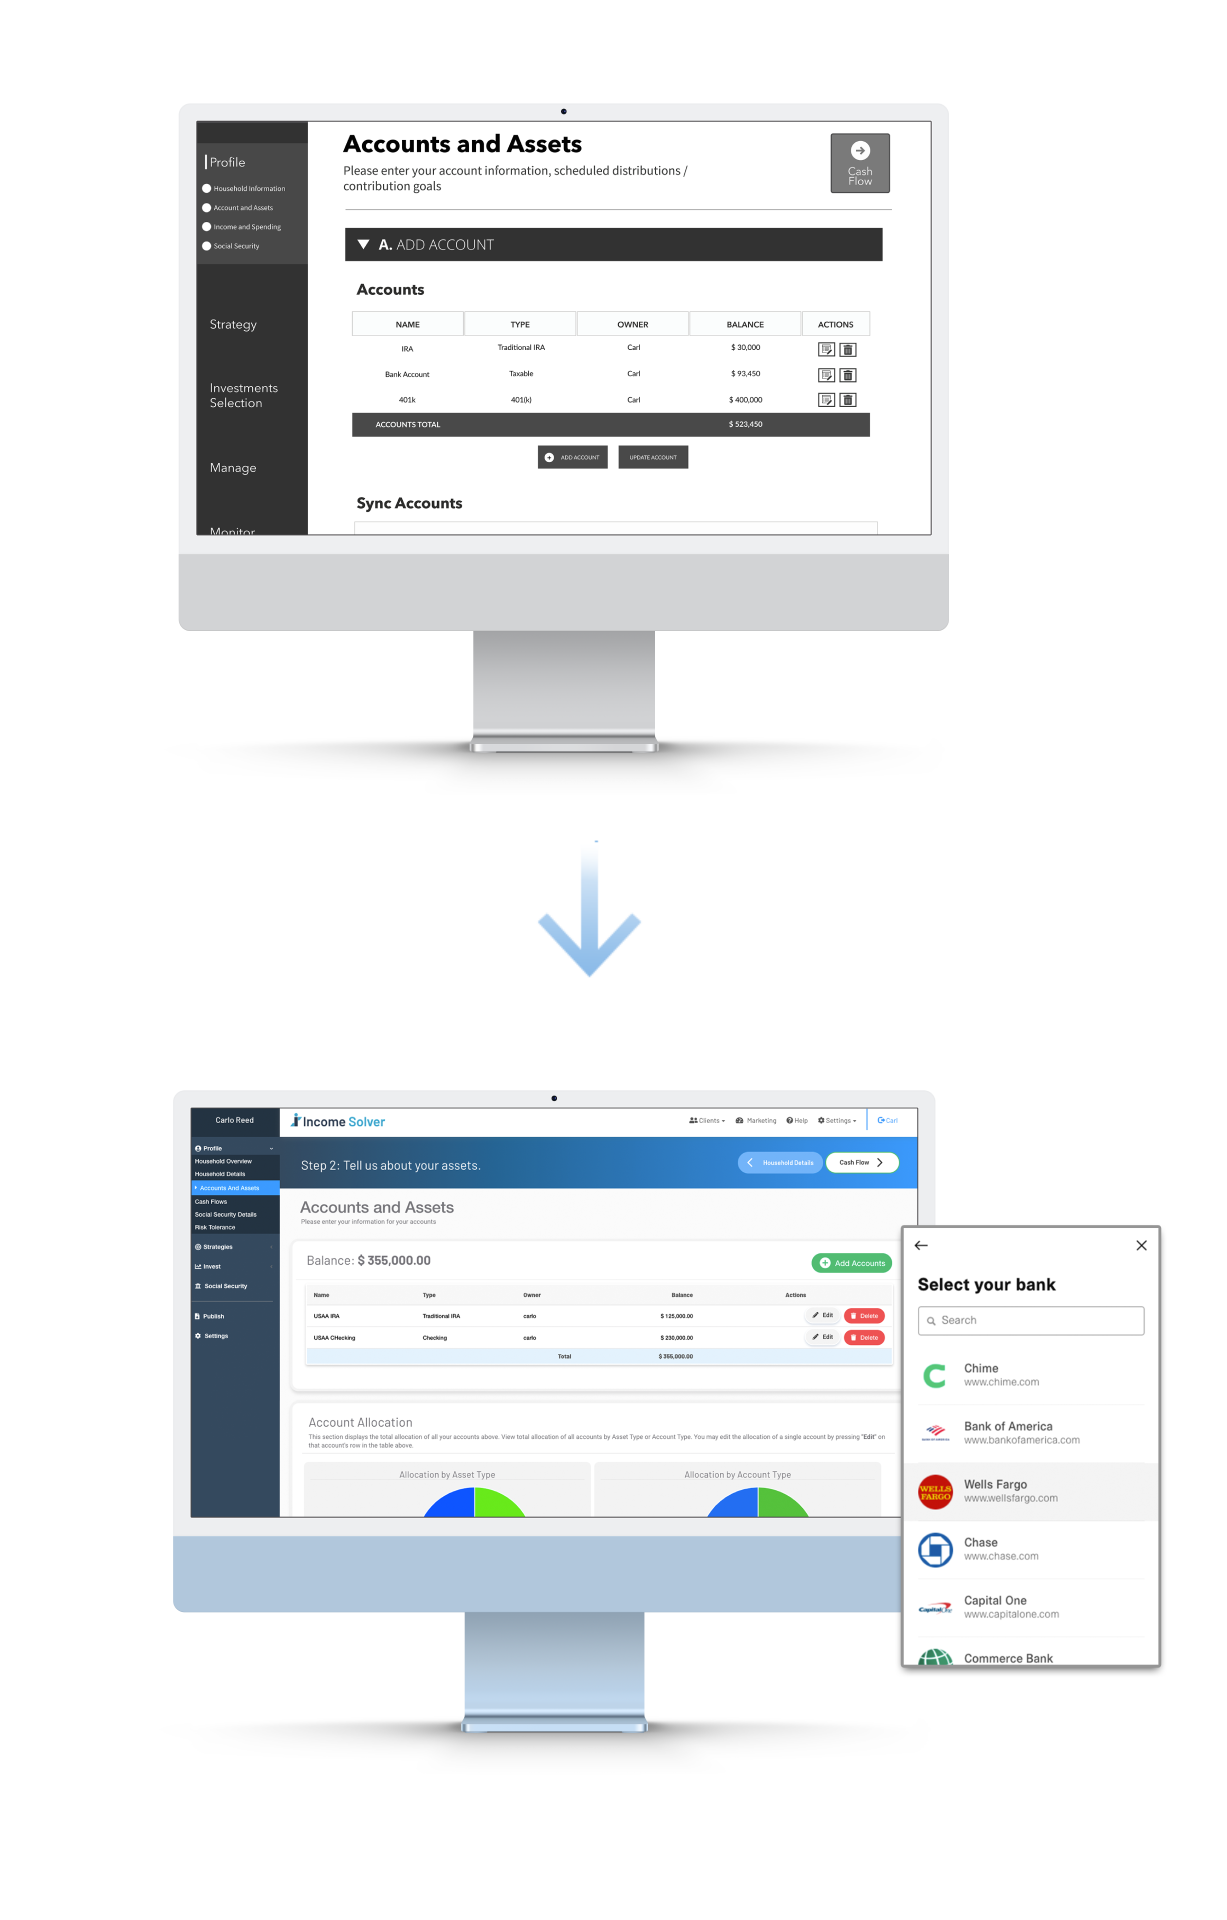 Profile
Household Information
Account and Assets
Income and Spending
Social Security
Strategy
Investments
Selection
Manage
Monitor
Accounts and Assets
Please enter your account information, scheduled distributions /
contribution goals
Cash
Flow
A. ADD ACCOUNT
Accounts
NAME TYPE OWNER BALANCE ACTIONS
IRA Traditional IRA Carl $ 30,000
Bank Account Taxable Carl $ 93,450
401k 401(k) Carl $ 400,000
ACCOUNTS TOTAL $ 523,450
ADD ACCOUNT UPDATE ACCOUNT
Sync Accounts
Carlo Reed
Income Solver
Clients Marketing Help Settings Carl
Profile
Household Overview
Household Details
Accounts And Assets
Cash Flows
Social Security Details
Risk Tolerance
Strategies
Invest
Social Security
Publish
Settings
Step 2: Tell us about your assets.
Household Details
Cash Flow
Accounts and Assets
Please enter your information for your accounts
Balance: $ 355,000.00
Add Accounts
Name Type Owner Balance Actions
USAA IRA Traditional IRA carlo $ 125,000.00 Edit Delete
USAA CHecking Checking carlo $ 230,000.00 Edit Delete
Total $ 355,000.00
Account Allocation
This section displays the total allocation of all your accounts above. View total allocation of all accounts by Asset Type or Account Type. You may edit the allocation of a single account by pressing "Edit" on
that account's row in the table above.
Allocation by Asset Type
Allocation by Account Type
Select your bank
Search
Chime
www.chime.com
Bank of America
www.bankofamerica.com
BANK OF AMERICA
WELLS
FARGO
Wells Fargo
www.wellsfargo.com
Chase
www.chase.com
Capital One
Capital One
www.capitalone.com
Commerce Bank